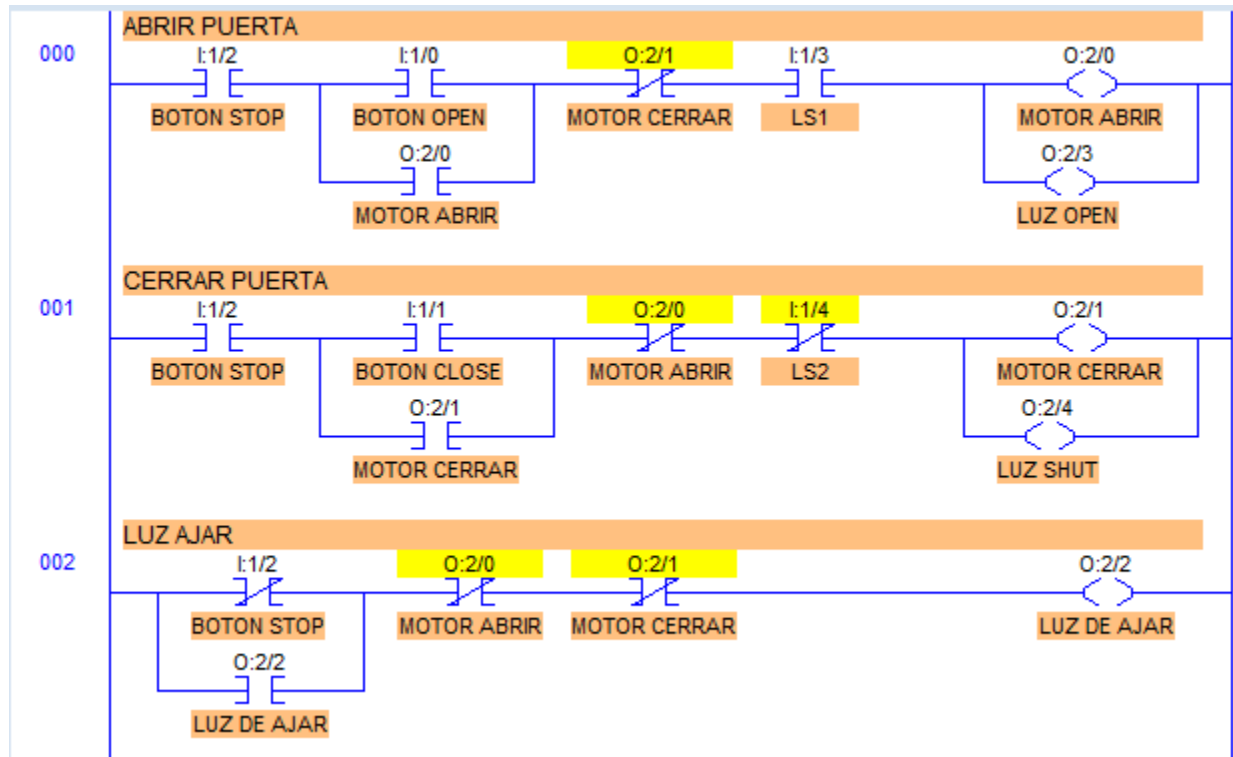 ABRIR PUERTA
000
I:1/2 I:1/0 O:2/1 I:1/3 O:2/0
BOTON STOP BOTON OPEN MOTOR CERRAR LS1 MOTOR ABRIR
O:2/0 O:2/3
MOTOR ABRIR LUZ OPEN
CERRAR PUERTA
001
I:1/2 I:1/1 O:2/0 I:1/4 O:2/1
BOTON STOP BOTON CLOSE MOTOR ABRIR LS2 MOTOR CERRAR
O:2/1 O:2/4
MOTOR CERRAR LUZ SHUT
LUZ AJAR
002
I:1/2 O:2/0 O:2/1 O:2/2
BOTON STOP MOTOR ABRIR MOTOR CERRAR LUZ DE AJAR
O:2/2
LUZ DE AJAR